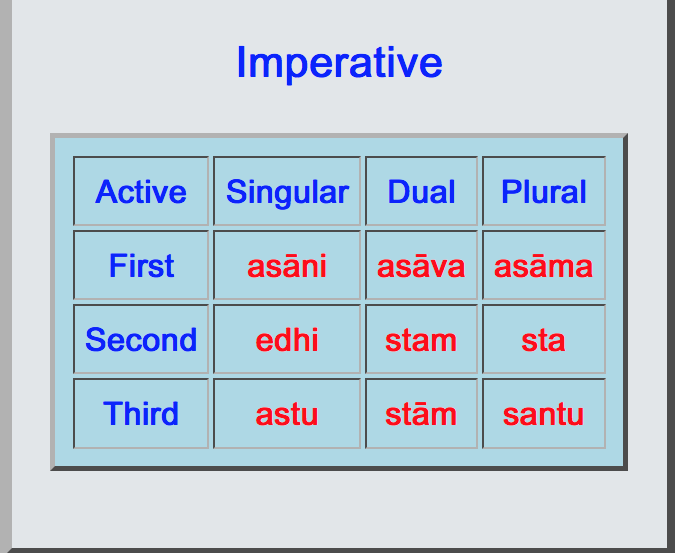 Imperative
Active Singular Dual Plural
First asāni asāva asāma
Second edhi stam sta
Third astu stām santu